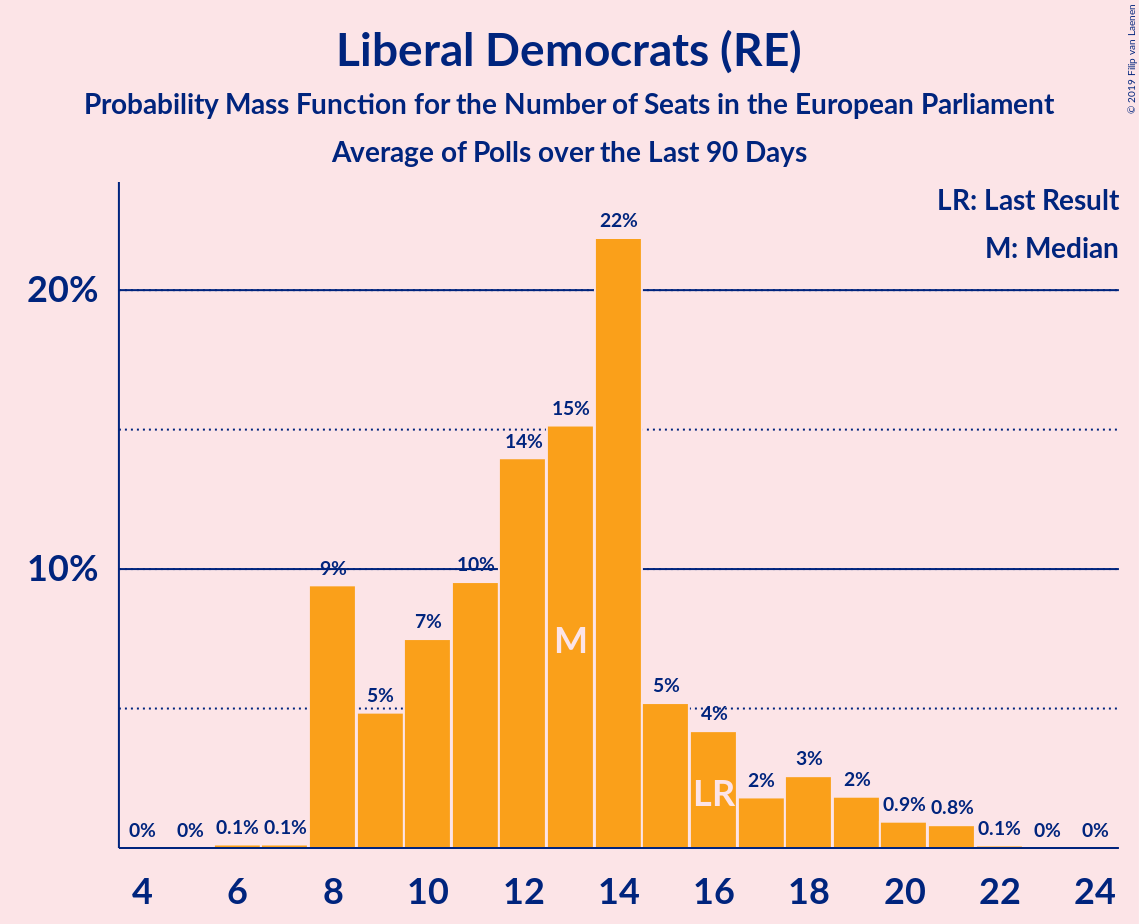 Liberal Democrats (RE)
Probability Mass Function for the Number of Seats in the European Parliament
Average of Polls over the Last 90 Days
© 2019 Filip van Laenen
LR: Last Result
M: Median
20%
10%
0%
0%
0.1%
0.1%
9%
5%
7%
10%
14%
15%
22%
5%
4%
2%
3%
2%
0.9%
0.8%
0.1%
0%
0%
M
LR
4 6 8 10 12 14 16 18 20 22 24